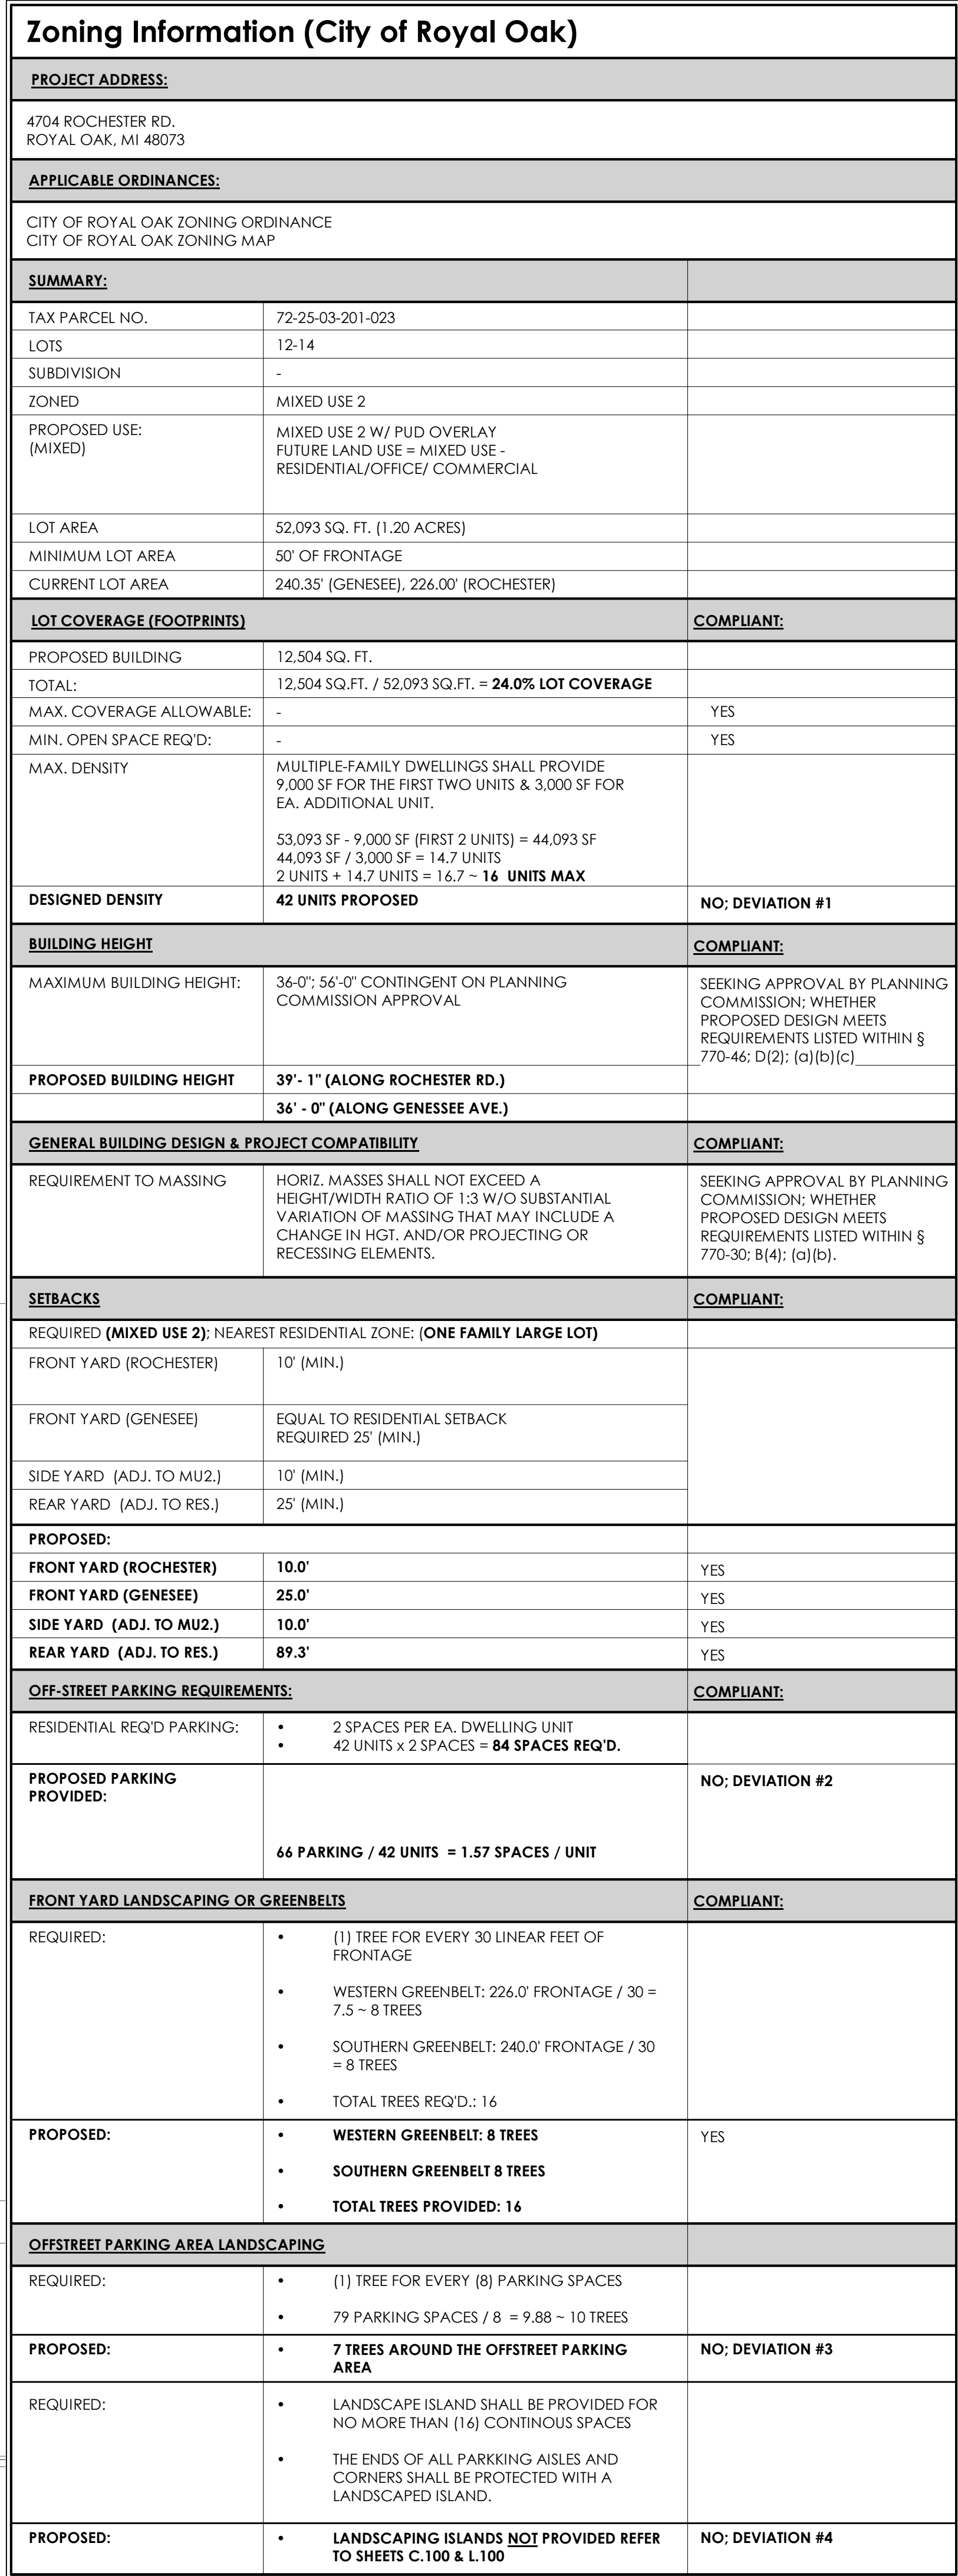 Zoning Information (City of Royal Oak)
PROJECT ADDRESS:
4704 ROCHESTER RD.
ROYAL OAK, MI 48073
APPLICABLE ORDINANCES:
CITY OF ROYAL OAK ZONING ORDINANCE
CITY OF ROYAL OAK ZONING MAP
SUMMARY:
TAX PARCEL NO. 72-25-03-201-023
LOTS 12-14
SUBDIVISION -
ZONED MIXED USE 2
PROPOSED USE: MIXED USE 2 W/ PUD OVERLAY
(MIXED) FUTURE LAND USE = MIXED USE -
RESIDENTIAL/OFFICE/ COMMERCIAL
LOT AREA 52,093 SQ. FT. (1.20 ACRES)
MINIMUM LOT AREA 50' OF FRONTAGE
CURRENT LOT AREA 240.35' (GENESEE), 226.00' (ROCHESTER)
LOT COVERAGE (FOOTPRINTS) COMPLIANT:
PROPOSED BUILDING 12,504 SQ. FT.
TOTAL: 12,504 SQ.FT. / 52,093 SQ.FT. = 24.0% LOT COVERAGE
MAX. COVERAGE ALLOWABLE: - YES
MIN. OPEN SPACE REQ'D: - YES
MAX. DENSITY MULTIPLE-FAMILY DWELLINGS SHALL PROVIDE
9,000 SF FOR THE FIRST TWO UNITS & 3,000 SF FOR
EA. ADDITIONAL UNIT.
53,093 SF - 9,000 SF (FIRST 2 UNITS) = 44,093 SF
44,093 SF / 3,000 SF = 14.7 UNITS
2 UNITS + 14.7 UNITS = 16.7 ~ 16 UNITS MAX
DESIGNED DENSITY 42 UNITS PROPOSED NO; DEVIATION #1
BUILDING HEIGHT COMPLIANT:
MAXIMUM BUILDING HEIGHT: 36-0"; 56'-0" CONTINGENT ON PLANNING
COMMISSION APPROVAL
SEEKING APPROVAL BY PLANNING
COMMISSION; WHETHER
PROPOSED DESIGN MEETS
REQUIREMENTS LISTED WITHIN §
770-46; D(2); (a)(b)(c)
PROPOSED BUILDING HEIGHT 39'- 1" (ALONG ROCHESTER RD.)
36' - 0" (ALONG GENESSEE AVE.)
GENERAL BUILDING DESIGN & PROJECT COMPATIBILITY COMPLIANT:
REQUIREMENT TO MASSING HORIZ. MASSES SHALL NOT EXCEED A
HEIGHT/WIDTH RATIO OF 1:3 W/O SUBSTANTIAL
VARIATION OF MASSING THAT MAY INCLUDE A
CHANGE IN HGT. AND/OR PROJECTING OR
RECESSING ELEMENTS.
SEEKING APPROVAL BY PLANNING
COMMISSION; WHETHER
PROPOSED DESIGN MEETS
REQUIREMENTS LISTED WITHIN §
770-30; B(4); (a)(b).
SETBACKS COMPLIANT:
REQUIRED (MIXED USE 2); NEAREST RESIDENTIAL ZONE: (ONE FAMILY LARGE LOT)
FRONT YARD (ROCHESTER) 10' (MIN.)
FRONT YARD (GENESEE) EQUAL TO RESIDENTIAL SETBACK
REQUIRED 25' (MIN.)
SIDE YARD (ADJ. TO MU2.) 10' (MIN.)
REAR YARD (ADJ. TO RES.) 25' (MIN.)
PROPOSED:
FRONT YARD (ROCHESTER) 10.0' YES
FRONT YARD (GENESEE) 25.0' YES
SIDE YARD (ADJ. TO MU2.) 10.0' YES
REAR YARD (ADJ. TO RES.) 89.3' YES
OFF-STREET PARKING REQUIREMENTS: COMPLIANT:
RESIDENTIAL REQ'D PARKING: • 2 SPACES PER EA. DWELLING UNIT
• 42 UNITS x 2 SPACES = 84 SPACES REQ'D.
PROPOSED PARKING NO; DEVIATION #2
PROVIDED:
66 PARKING / 42 UNITS = 1.57 SPACES / UNIT
FRONT YARD LANDSCAPING OR GREENBELTS COMPLIANT:
REQUIRED: • (1) TREE FOR EVERY 30 LINEAR FEET OF
FRONTAGE
• WESTERN GREENBELT: 226.0' FRONTAGE / 30 =
7.5 ~ 8 TREES
• SOUTHERN GREENBELT: 240.0' FRONTAGE / 30
= 8 TREES
• TOTAL TREES REQ'D.: 16
PROPOSED: • WESTERN GREENBELT: 8 TREES YES
• SOUTHERN GREENBELT 8 TREES
• TOTAL TREES PROVIDED: 16
OFFSTREET PARKING AREA LANDSCAPING
REQUIRED: • (1) TREE FOR EVERY (8) PARKING SPACES
• 79 PARKING SPACES / 8 = 9.88 ~ 10 TREES
PROPOSED: • 7 TREES AROUND THE OFFSTREET PARKING NO; DEVIATION #3
AREA
REQUIRED: • LANDSCAPE ISLAND SHALL BE PROVIDED FOR
NO MORE THAN (16) CONTINOUS SPACES
• THE ENDS OF ALL PARKKING AISLES AND
CORNERS SHALL BE PROTECTED WITH A
LANDSCAPED ISLAND.
PROPOSED: • LANDSCAPING ISLANDS NOT PROVIDED REFER NO; DEVIATION #4
TO SHEETS C.100 & L.100